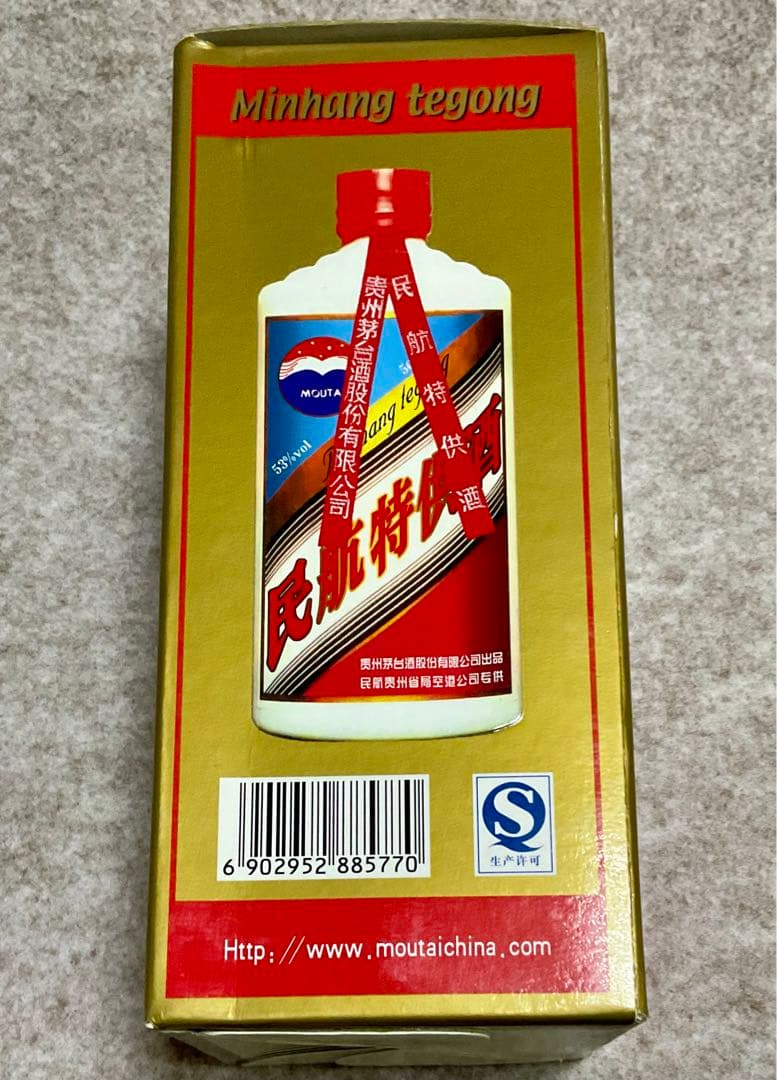 Minhang tegong
贵州茅台酒股份有限公司
民航特供酒
MOUTA
53%vol
民航特供酒
贵州茅台酒股份有限公司出品
民航贵州省局空港公司专供
6 902952 885770
S
生产许可
Http://www.moutaichina.com